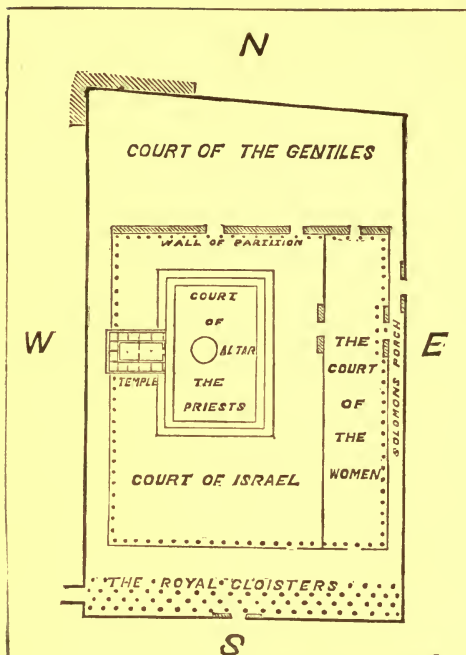 N
COURT OF THE GENTILES
WALL OF PARTITION
COURT
OF
ALTAR
THE
PRIESTS
W
TEMPLE
THE
COURT
OF
THE
WOMEN
SOLOMONS PORCH
E
COURT OF ISRAEL
THE ROYAL CLOISTERS
S